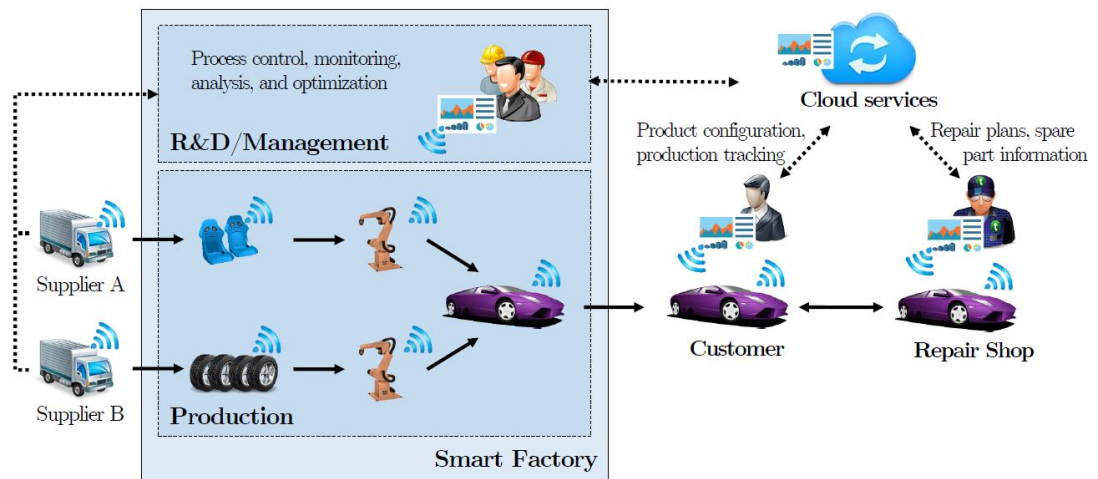 Process control, monitoring,
analysis, and optimization
R&D/Management
Cloud services
Product configuration,
production tracking
Repair plans, spare
part information
Supplier A
Supplier B
Production
Customer
Repair Shop
Smart Factory